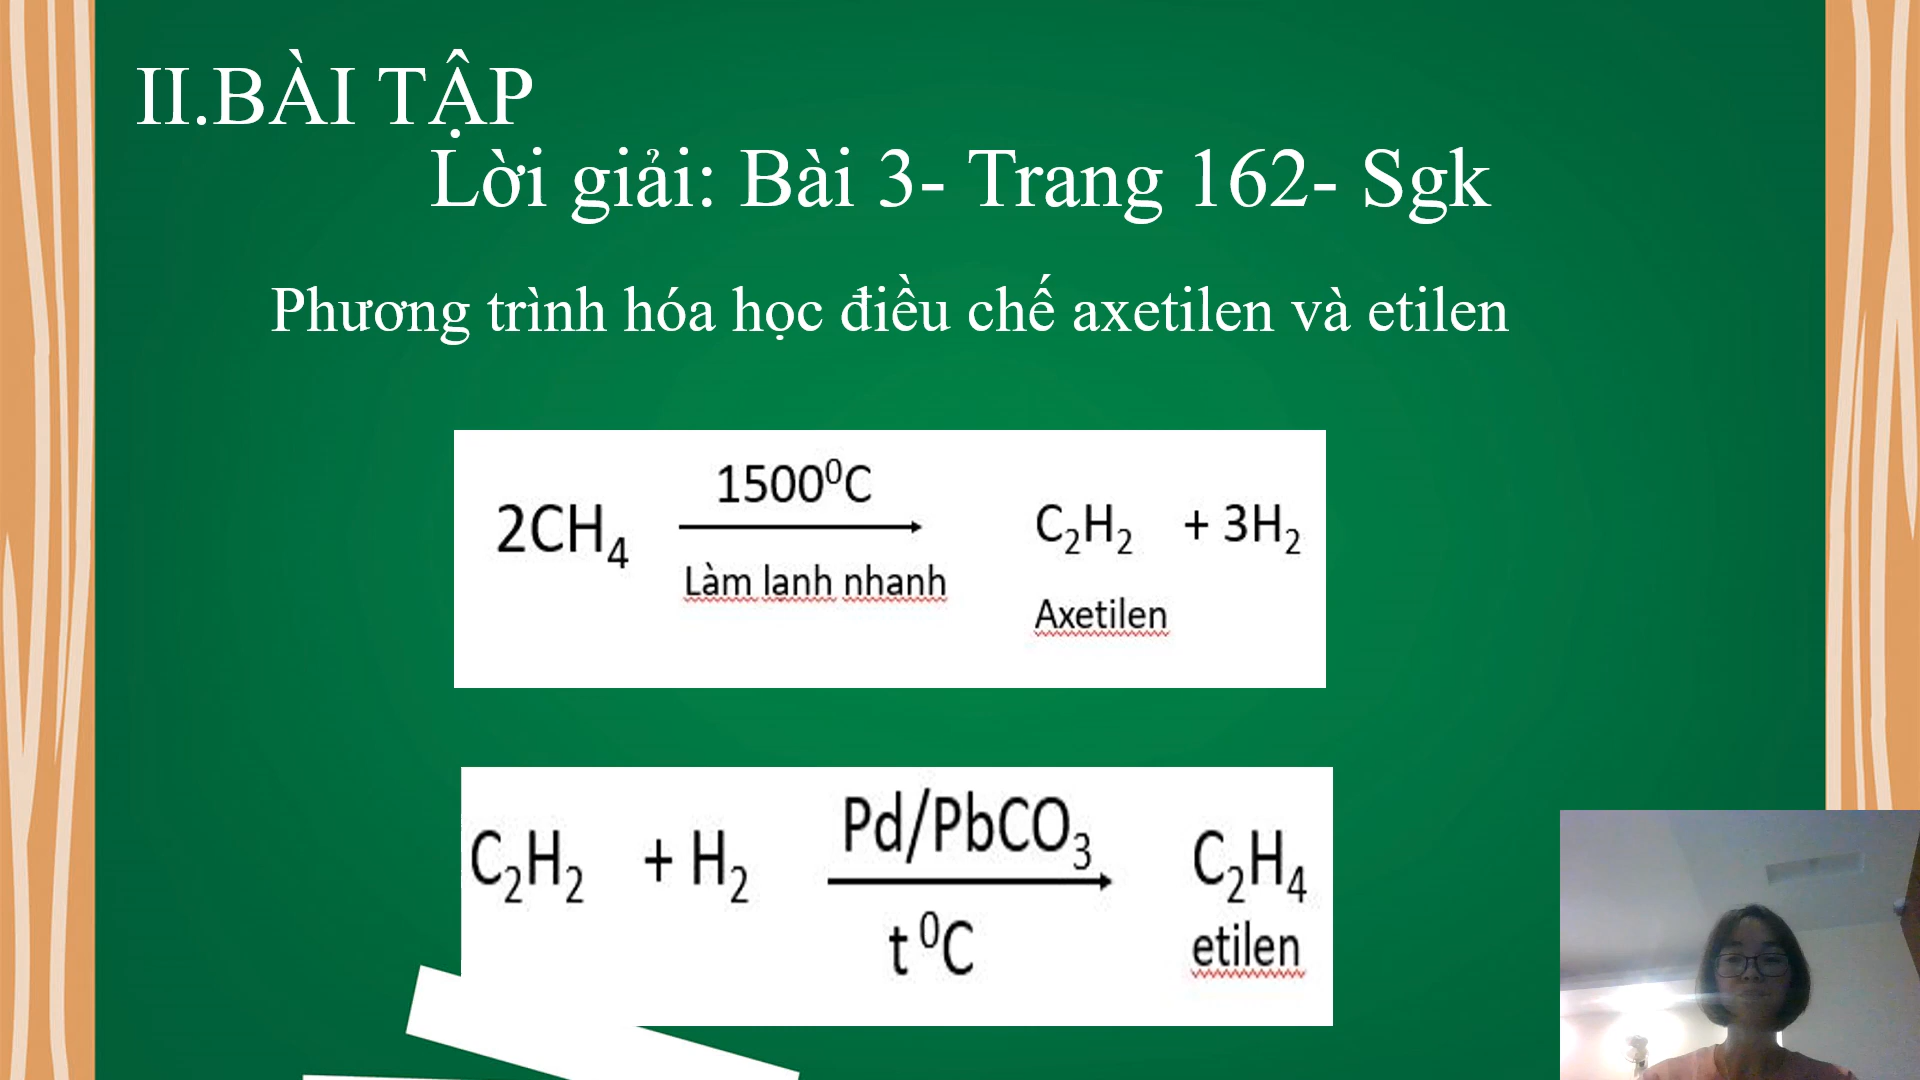 II.BÀI TẬP
Lời giải: Bài 3- Trang 162- Sgk
Phương trình hóa học điều chế axetilen và etilen
1500⁰C
2CH₄ → C₂H₂ + 3H₂
Làm lạnh nhanh
Axetilen
Pd/PbCO₃
C₂H₂ + H₂ → C₂H₄
t ⁰C etilen